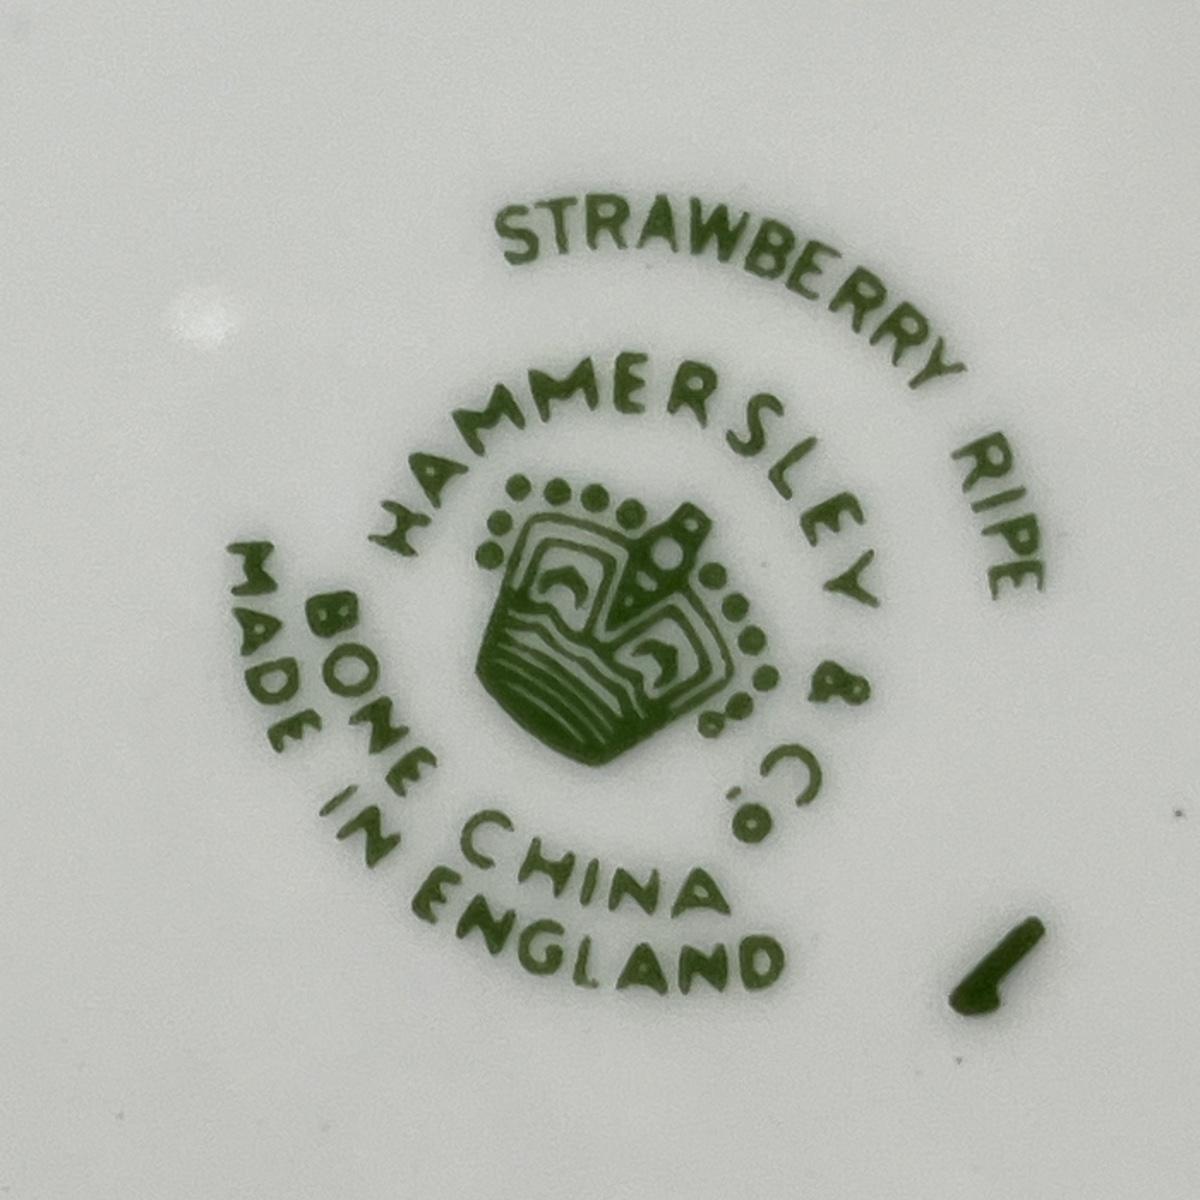 STRAWBERRY RIPE
HAMMERSLEY & Co
BONE CHINA
MADE IN ENGLAND